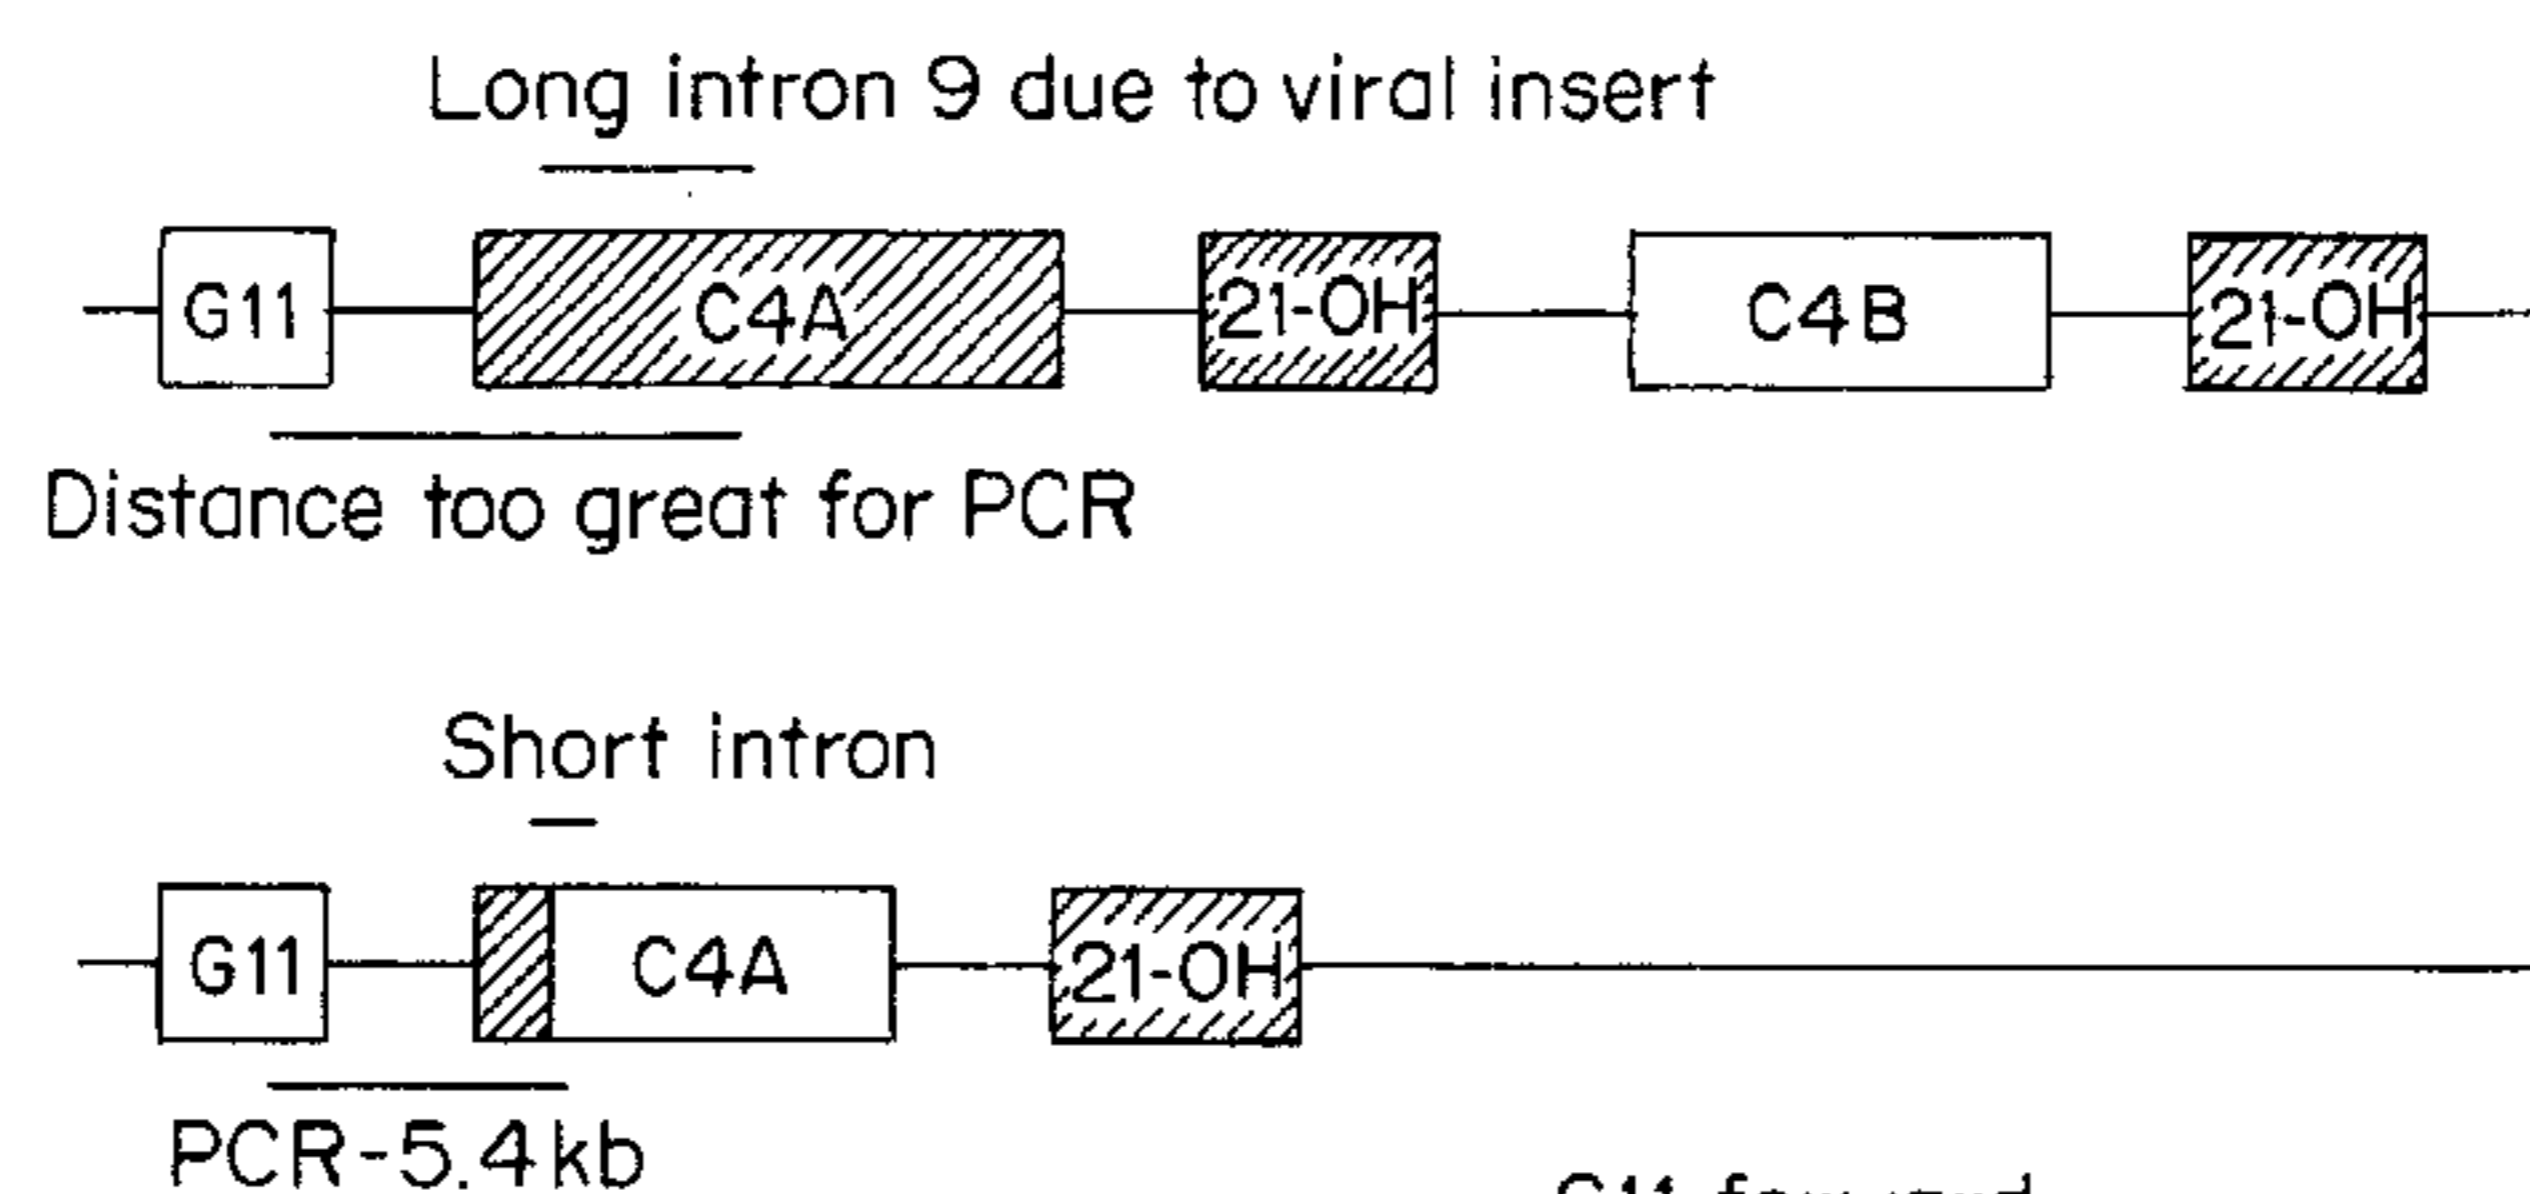 Long intron 9 due to viral insert
G11 C4A 21-OH C4B 21-OH
Distance too great for PCR
Short intron
G11 C4A 21-OH
PCR-5.4kb